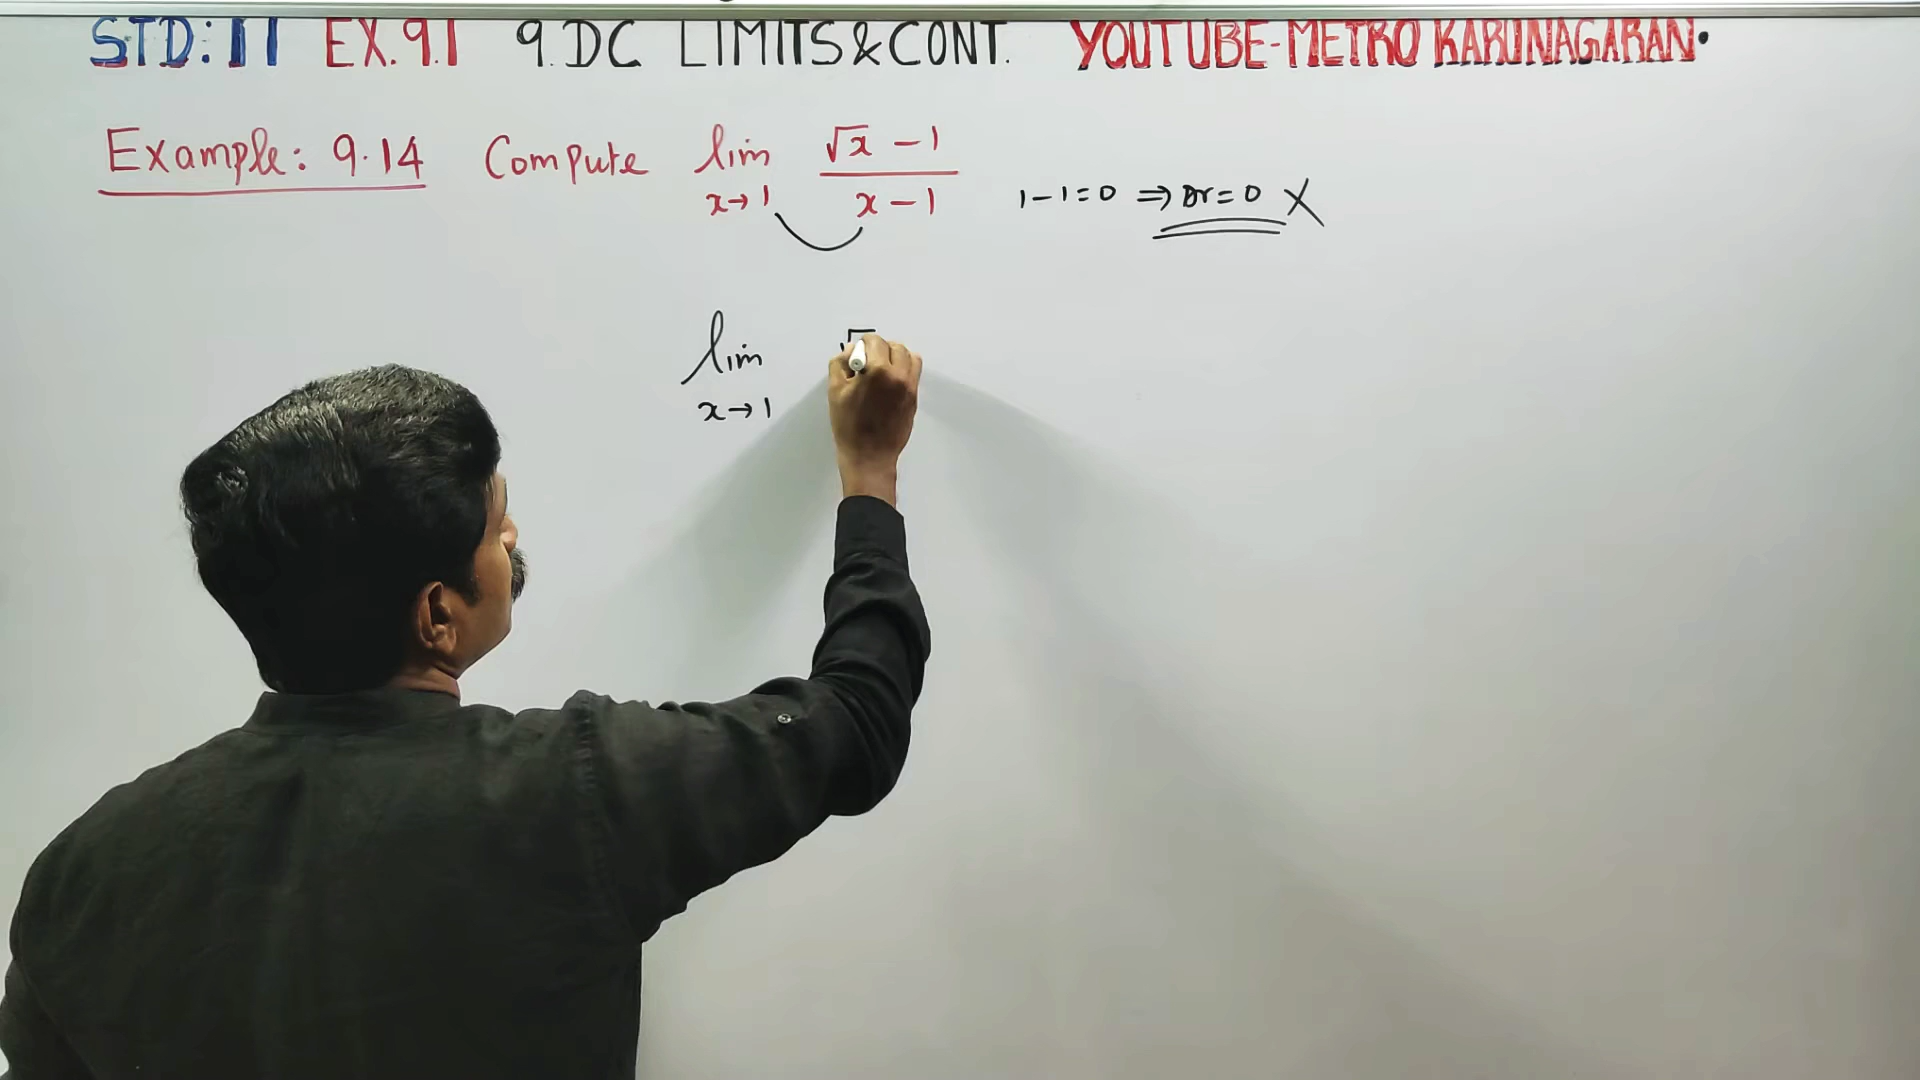 STD: 11 EX. 9.1 9. DC LIMITS & CONT. YOUTUBE-METRO KARUNAGARAN.
Example: 9.14 Compute lim x→1 (√x − 1)/(x − 1)
1 − 1 = 0 ⇒ Dr = 0 X
lim x→1 √